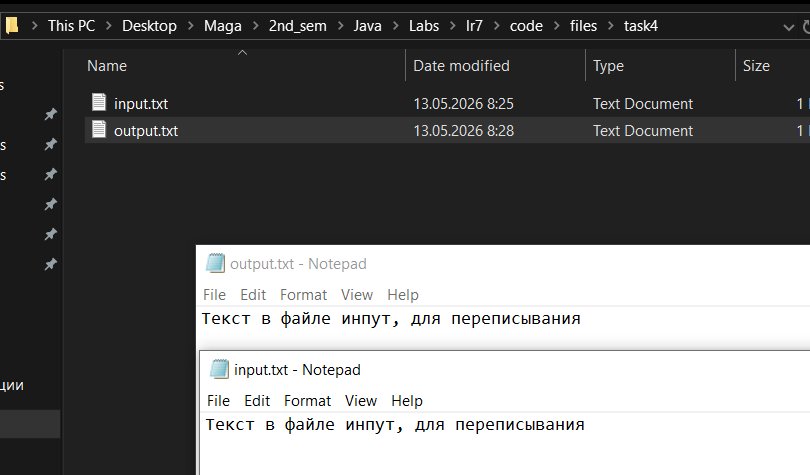 This PC > Desktop > Maga > 2nd_sem > Java > Labs > lr7 > code > files > task4
Name Date modified Type Size
input.txt 13.05.2026 8:25 Text Document 1
output.txt 13.05.2026 8:28 Text Document 1
output.txt - Notepad
File Edit Format View Help
Текст в файле инпут, для переписывания
input.txt - Notepad
File Edit Format View Help
Текст в файле инпут, для переписывания